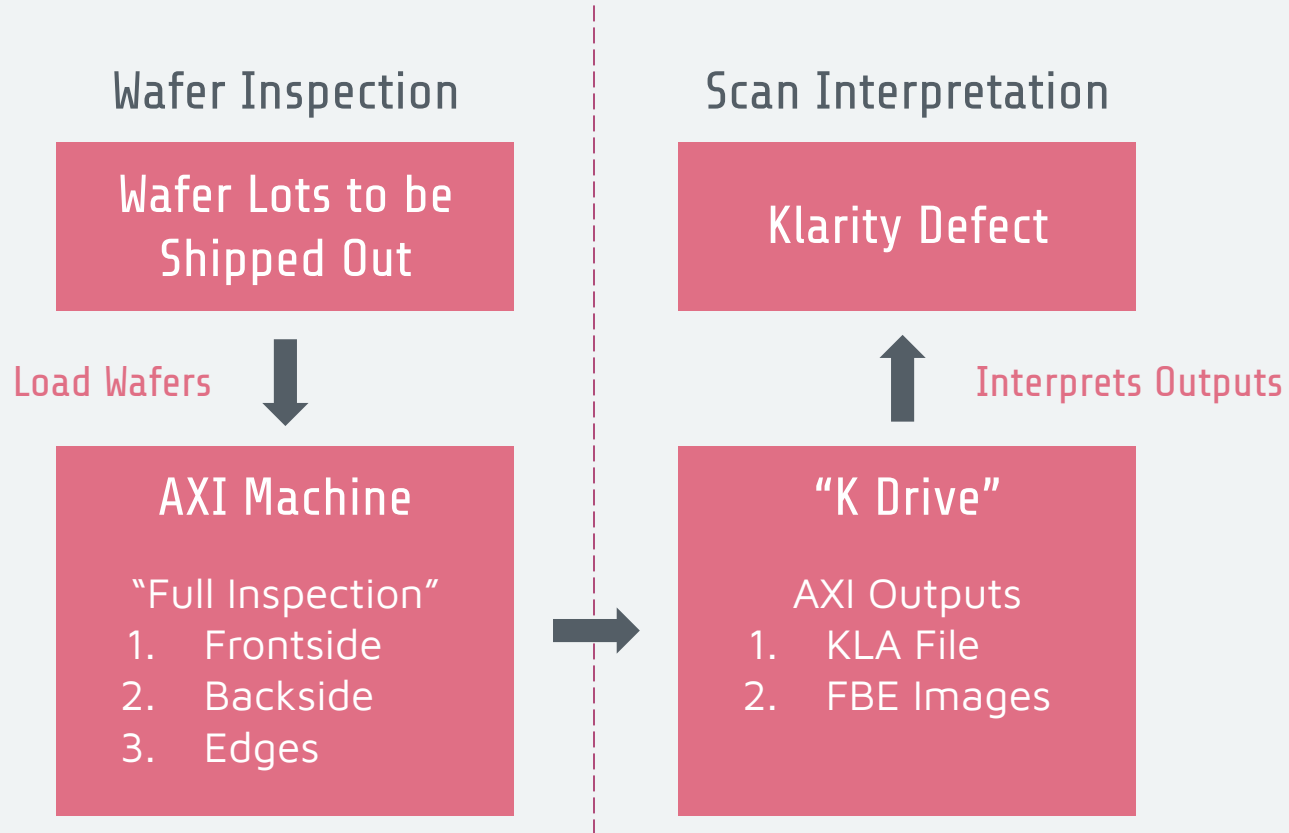 Wafer Inspection
Wafer Lots to be
Shipped Out
Load Wafers
AXI Machine
“Full Inspection”
1. Frontside
2. Backside
3. Edges
Scan Interpretation
Klarity Defect
Interprets Outputs
“K Drive”
AXI Outputs
1. KLA File
2. FBE Images